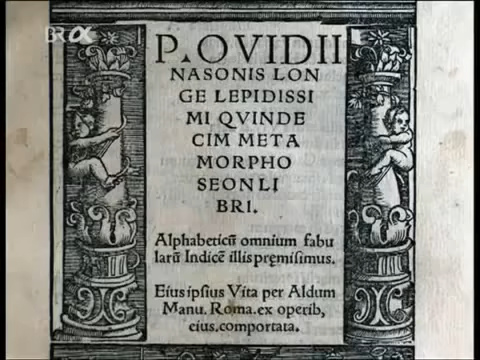 BR α
P. OVIDII
NASONIS LON
GE LEPIDISSI
MI QVINDE
CIM META
MORPHO
SEON LI
BRI.
Alphabeticũ omnium fabu
larũ Indicẽ illis pręmisimus.
Eius ipsius Vita per Aldum
Manu. Roma. ex operib,
eius. comportata.